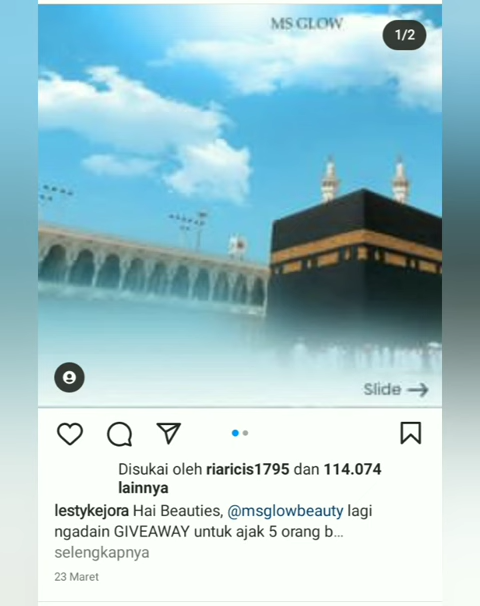 MS GLOW
1/2
Slide →
Disukai oleh riaricis1795 dan 114.074
lainnya
lestykejora Hai Beauties, @msglowbeauty lagi
ngadain GIVEAWAY untuk ajak 5 orang b...
selengkapnya
23 Maret